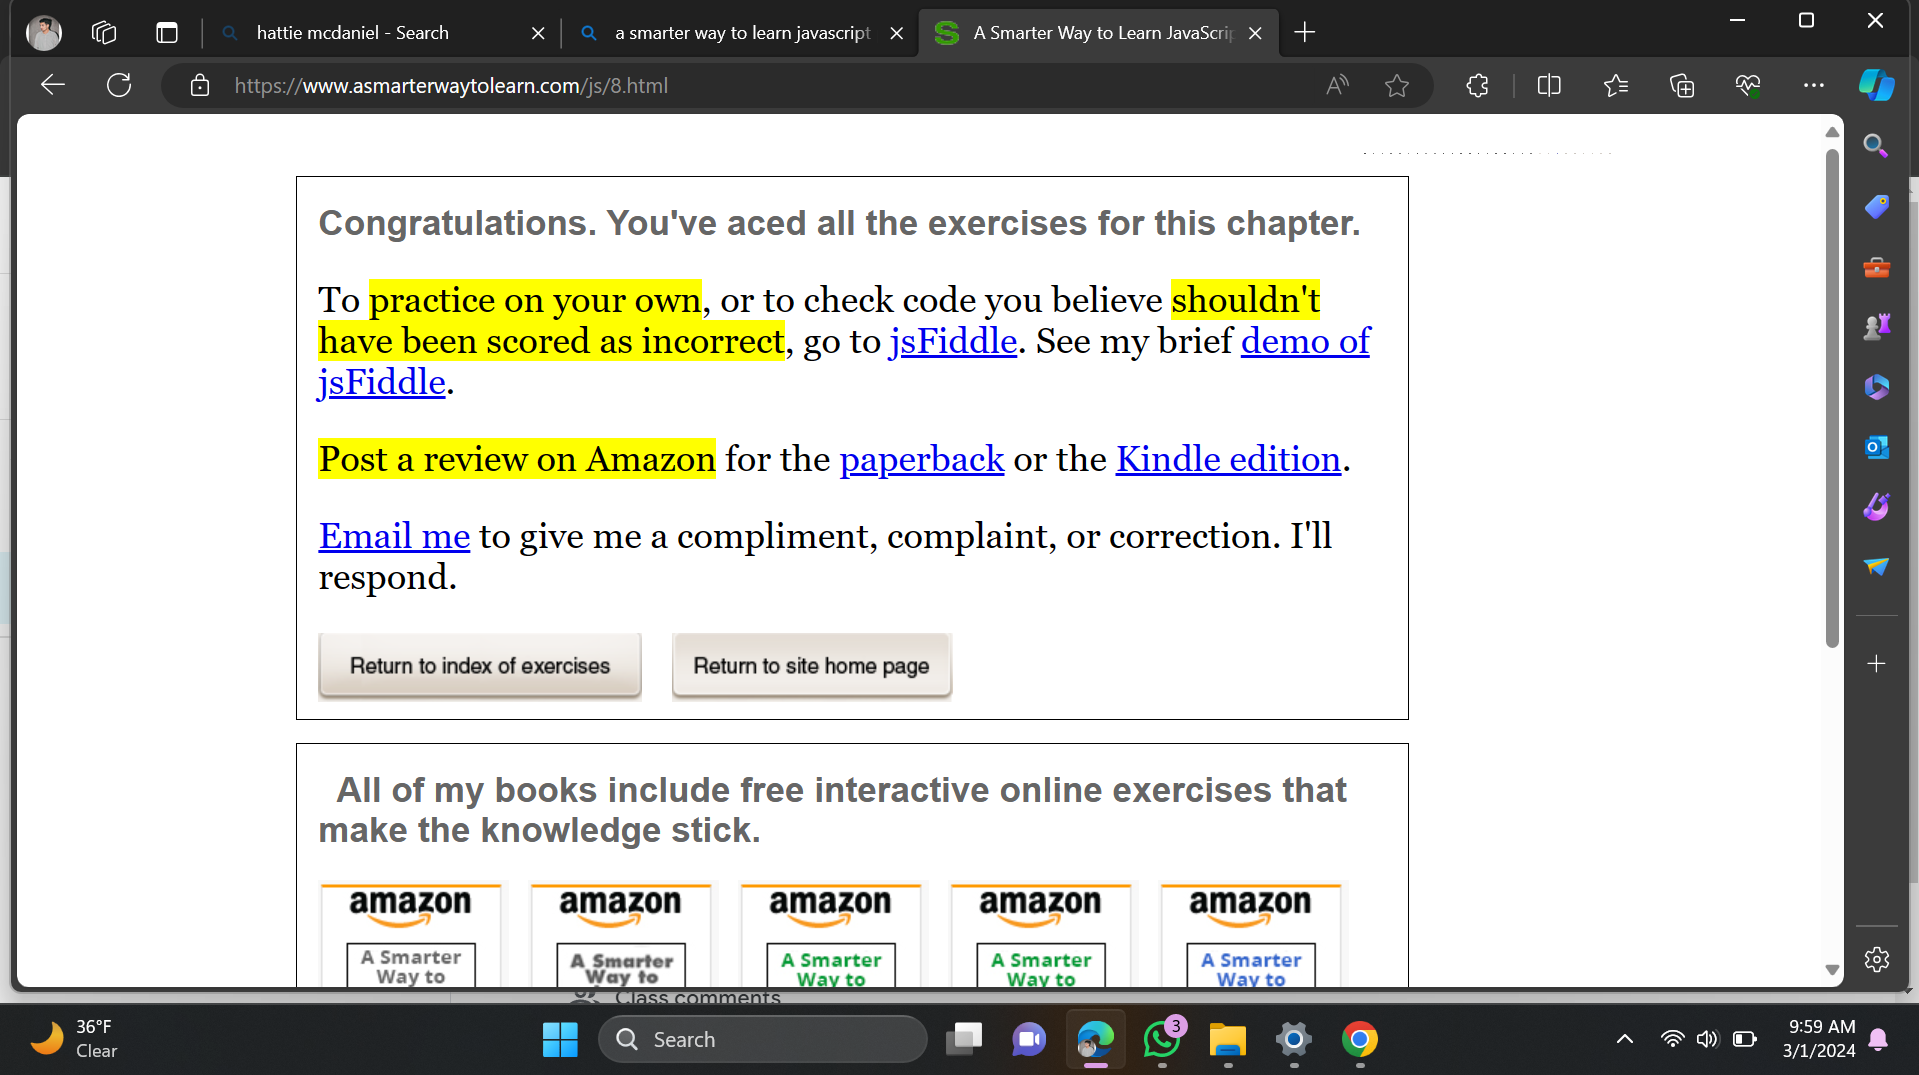 hattie mcdaniel - Search
a smarter way to learn javascript
A Smarter Way to Learn JavaScrip
https://www.asmarterwaytolearn.com/js/8.html
Congratulations. You've aced all the exercises for this chapter.
To practice on your own, or to check code you believe shouldn't
have been scored as incorrect, go to jsFiddle. See my brief demo of
jsFiddle.
Post a review on Amazon for the paperback or the Kindle edition.
Email me to give me a compliment, complaint, or correction. I'll
respond.
Return to index of exercises
Return to site home page
All of my books include free interactive online exercises that
make the knowledge stick.
amazon
A Smarter
Way to
amazon
A Smarter
Way to
amazon
A Smarter
Way to
amazon
A Smarter
Way to
amazon
A Smarter
Way to
Class comments
36°F
Clear
Search
3
9:59 AM
3/1/2024